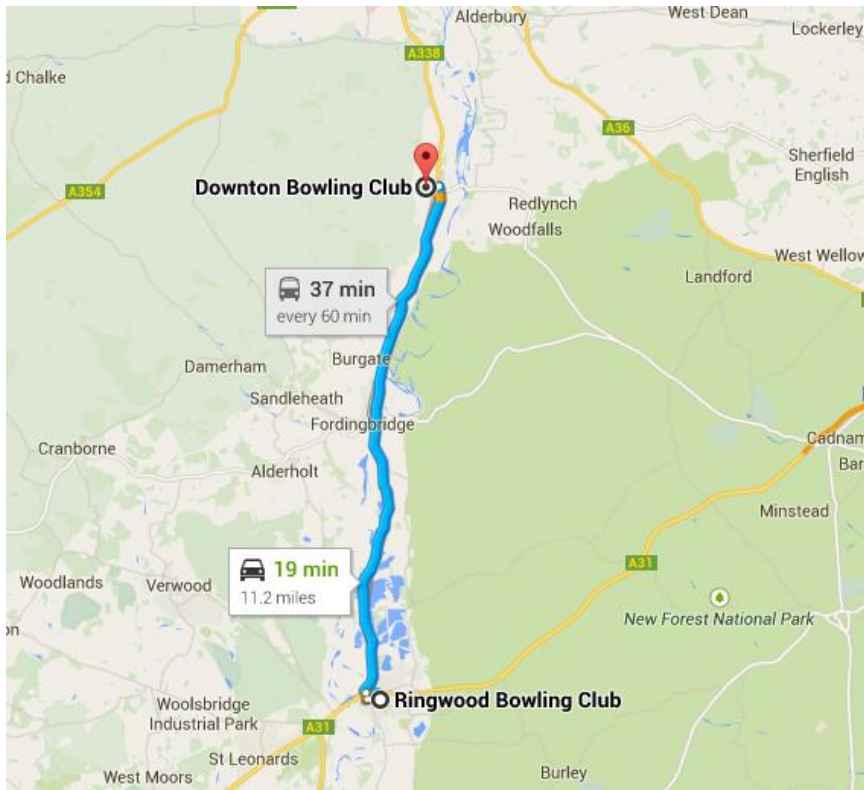 Alderbury
West Dean
Lockerley
A338
d Chalke
A36
Sherfield
English
A354
Downton Bowling Club
Redlynch
Woodfalls
West Wellow
Landford
37 min
every 60 min
Burgate
Damerham
Sandleheath
Fordingbridge
Cranborne
Cadnam
Bar
Alderholt
Minstead
19 min
11.2 miles
A31
Woodlands
Verwood
New Forest National Park
on
Ringwood Bowling Club
Woolsbridge
Industrial Park
A31
St Leonards
West Moors
Burley